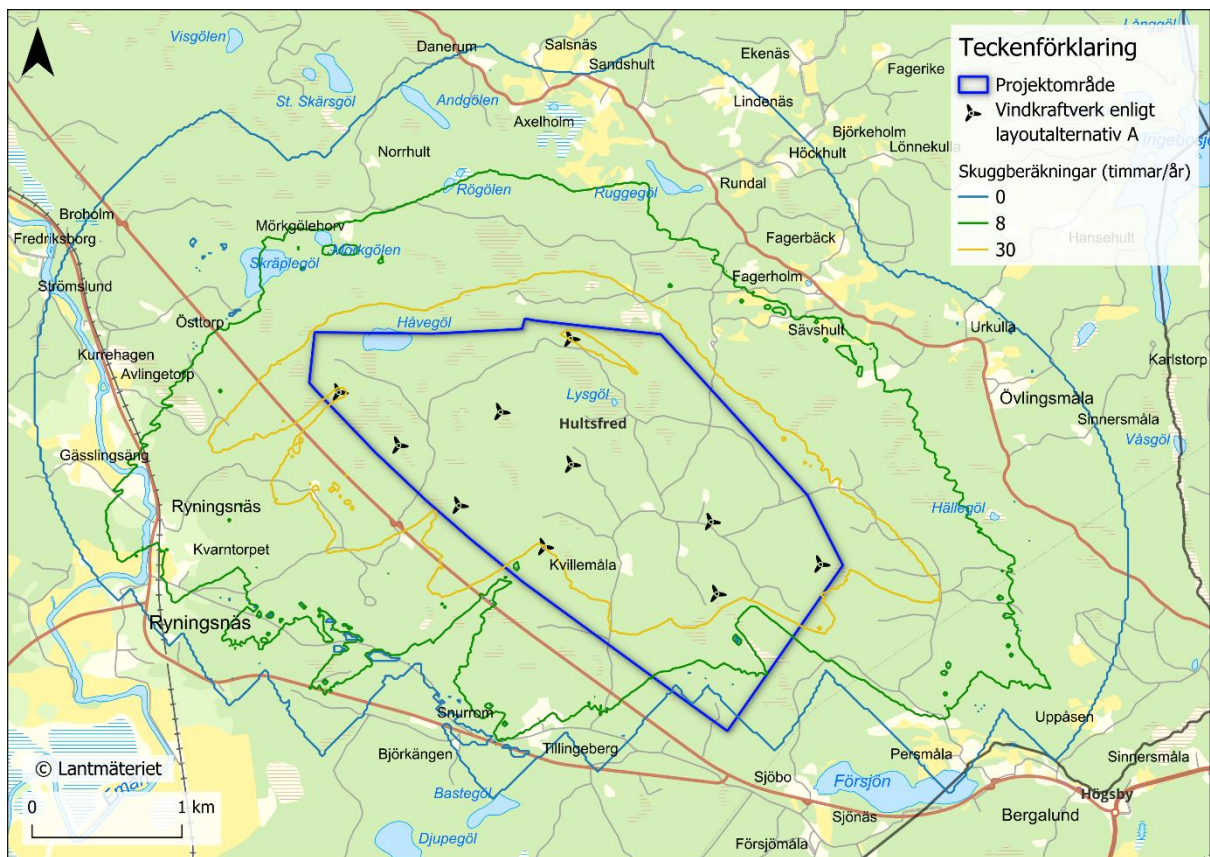 Teckenförklaring
Projektområde
Vindkraftverk enligt
layoutalternativ A
Skuggberäkningar (timmar/år)
0
8
30
Visgölen
Danerum
Salsnäs
Sandshult
Ekenäs
Fagerike
St. Skärsgöl
Andgölen
Axelholm
Lindenäs
Björkeholm
Lönnekulla
Höckhult
Norrhult
Rögölen
Ruggegöl
Rundal
Broholm
Fredriksborg
Mörkgölehorv
Mörkgölen
Skräplegöl
Fagerbäck
Hansehult
Strömslund
Fagerholm
Östtorp
Håvegöl
Sävshult
Urkulla
Kurrehagen
Avlingetorp
Karlstorp
Lysgöl
Övlingsmåla
Hultsfred
Sinnersmåla
Våsgöl
Gässlingsäng
Ryningsnäs
Hällegöl
Kvarntorpet
Kvillemåla
Ryningsnäs
Snurrom
Uppåsen
Björkängen
Tillingeberg
Persmåla
Sinnersmåla
© Lantmäteriet
Sjöbo
Försjön
Högsby
0
1 km
Bastegöl
Sjönäs
Bergalund
Djupegöl
Försjömåla